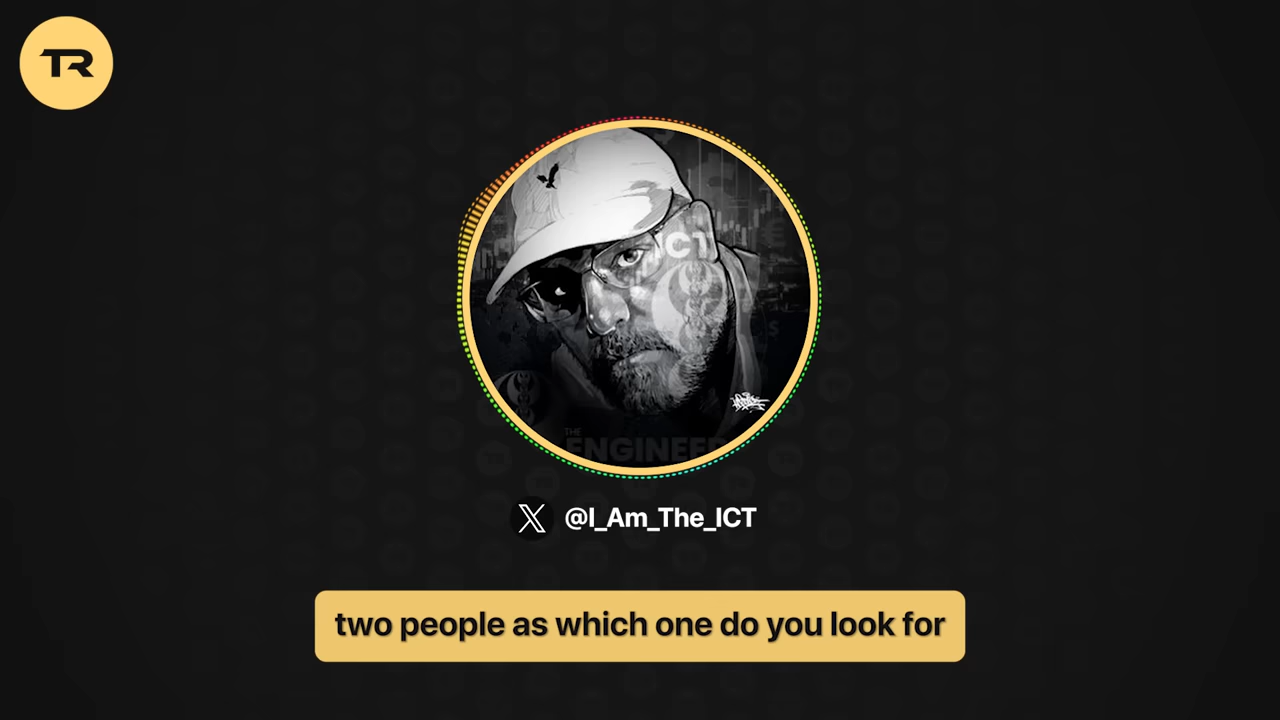 TR
ICT
THE
ENGINEER
@I_Am_The_ICT
two people as which one do you look for